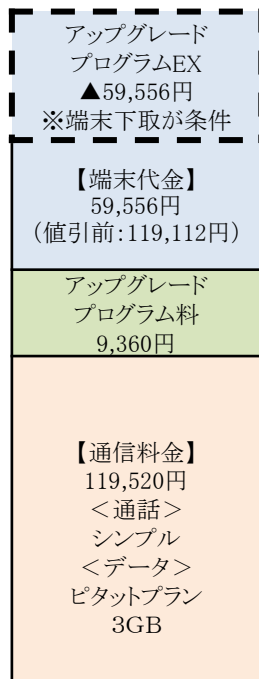 アップグレード
プログラムEX
▲59,556円
※端末下取が条件
【端末代金】
59,556円
（値引前：119,112円）
アップグレード
プログラム料
9,360円
【通信料金】
119,520円
＜通話＞
シンプル
＜データ＞
ピタットプラン
3GB